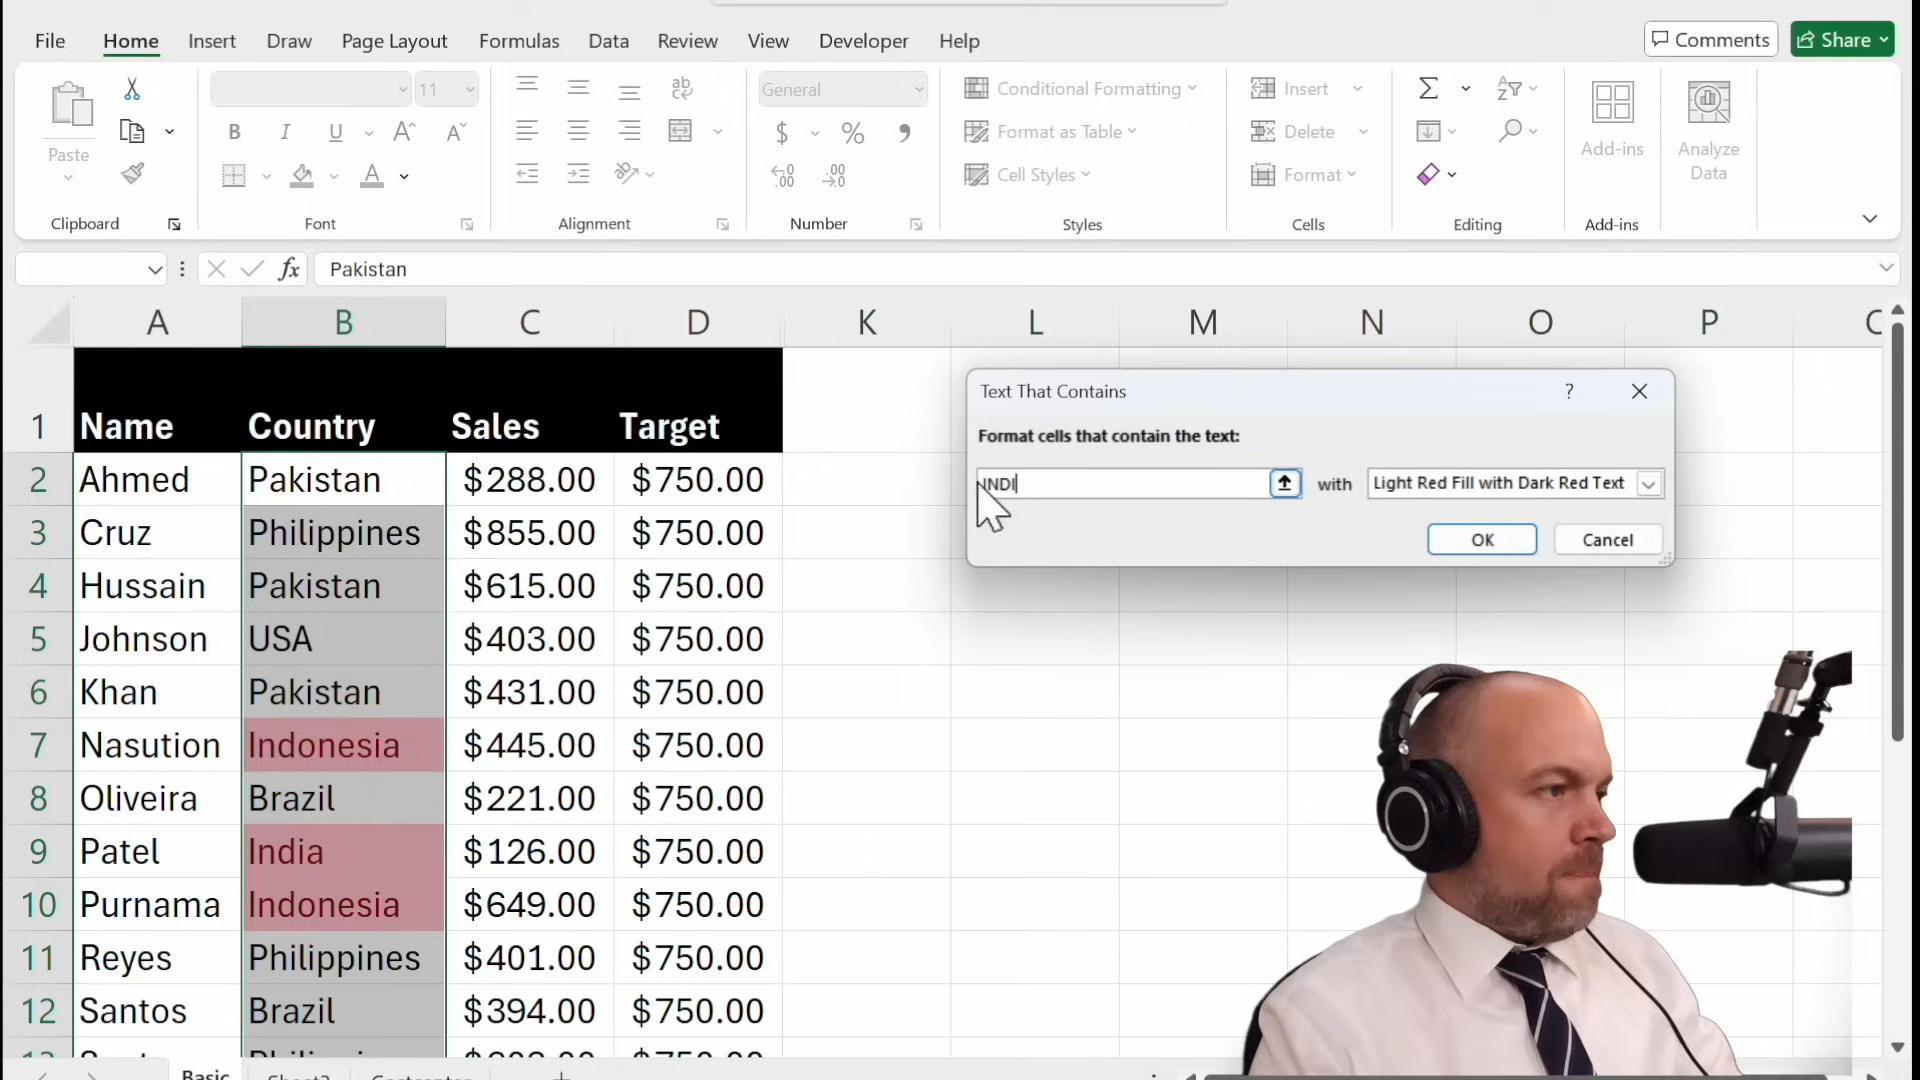 File Home Insert Draw Page Layout Formulas Data Review View Developer Help Comments Share
11 General Conditional Formatting Insert
Paste B I U A A $ % Format as Table Delete Add-ins Analyze Data
A Cell Styles Format
Clipboard Font Alignment Number Styles Cells Editing Add-ins
fx Pakistan
A B C D K L M N O P
1 Name Country Sales Target
2 Ahmed Pakistan $288.00 $750.00
3 Cruz Philippines $855.00 $750.00
4 Hussain Pakistan $615.00 $750.00
5 Johnson USA $403.00 $750.00
6 Khan Pakistan $431.00 $750.00
7 Nasution Indonesia $445.00 $750.00
8 Oliveira Brazil $221.00 $750.00
9 Patel India $126.00 $750.00
10 Purnama Indonesia $649.00 $750.00
11 Reyes Philippines $401.00 $750.00
12 Santos Brazil $394.00 $750.00
Basic
Text That Contains ?
Format cells that contain the text:
INDI with Light Red Fill with Dark Red Text
OK Cancel